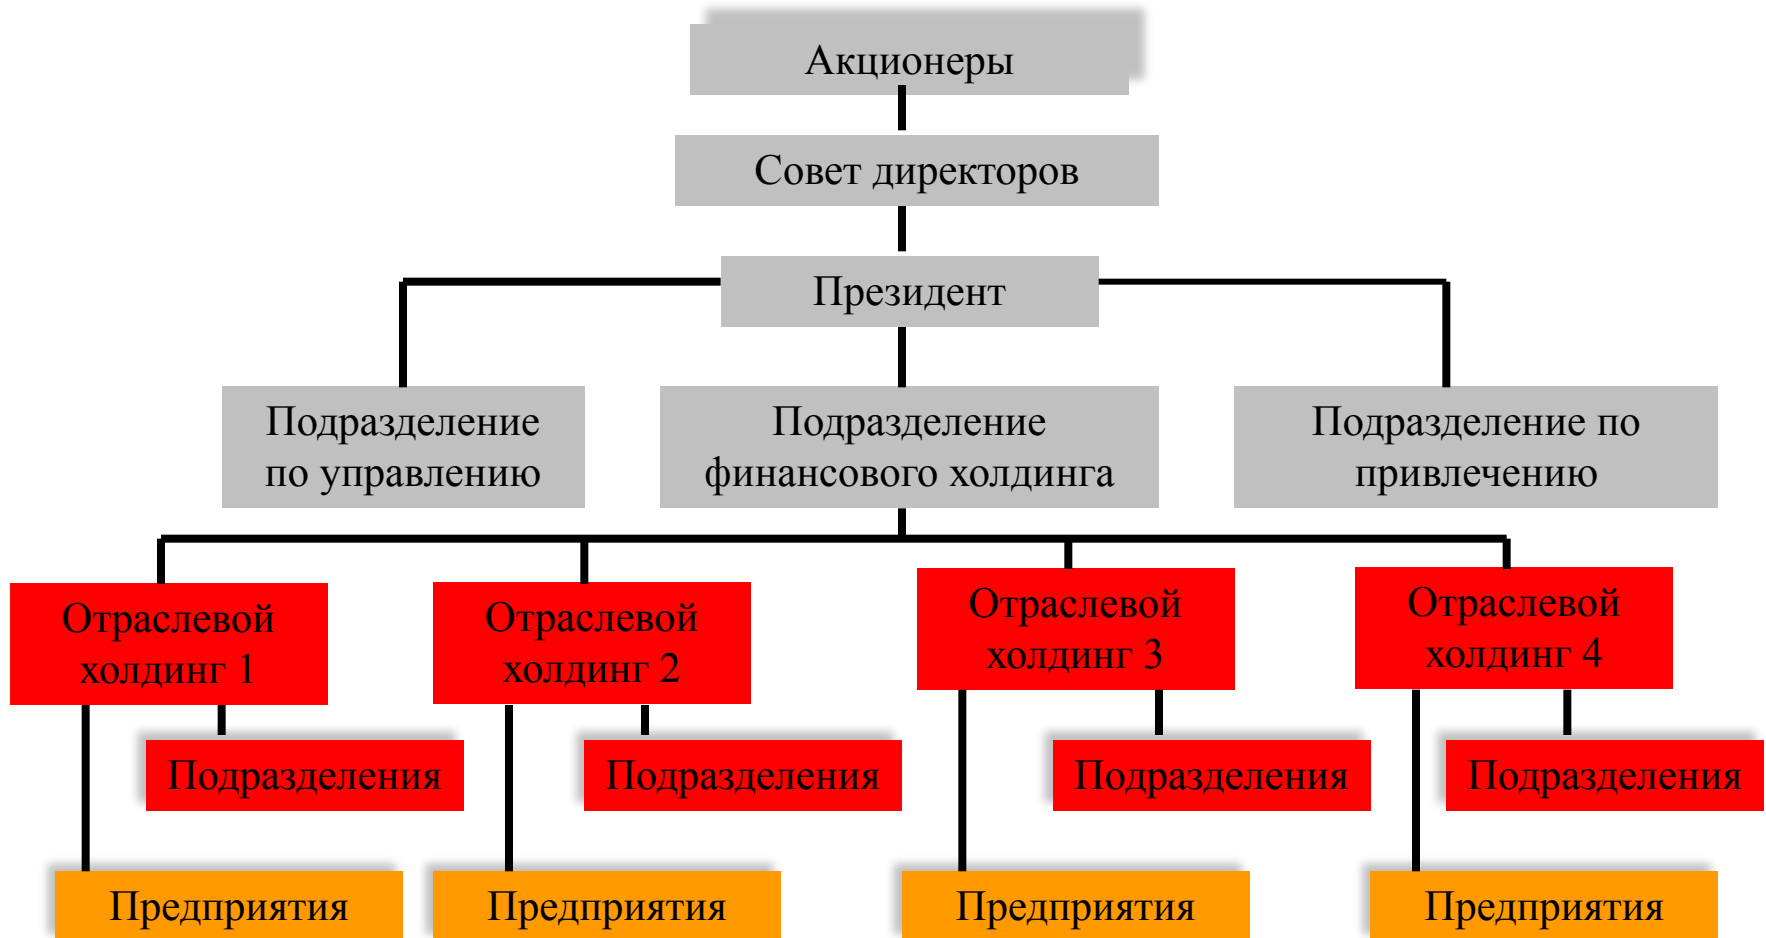 Акционеры
Совет директоров
Президент
Подразделение
по управлению
Подразделение
финансового холдинга
Подразделение по
привлечению
Отраслевой
холдинг 1
Отраслевой
холдинг 2
Отраслевой
холдинг 3
Отраслевой
холдинг 4
Подразделения
Подразделения
Подразделения
Подразделения
Предприятия
Предприятия
Предприятия
Предприятия